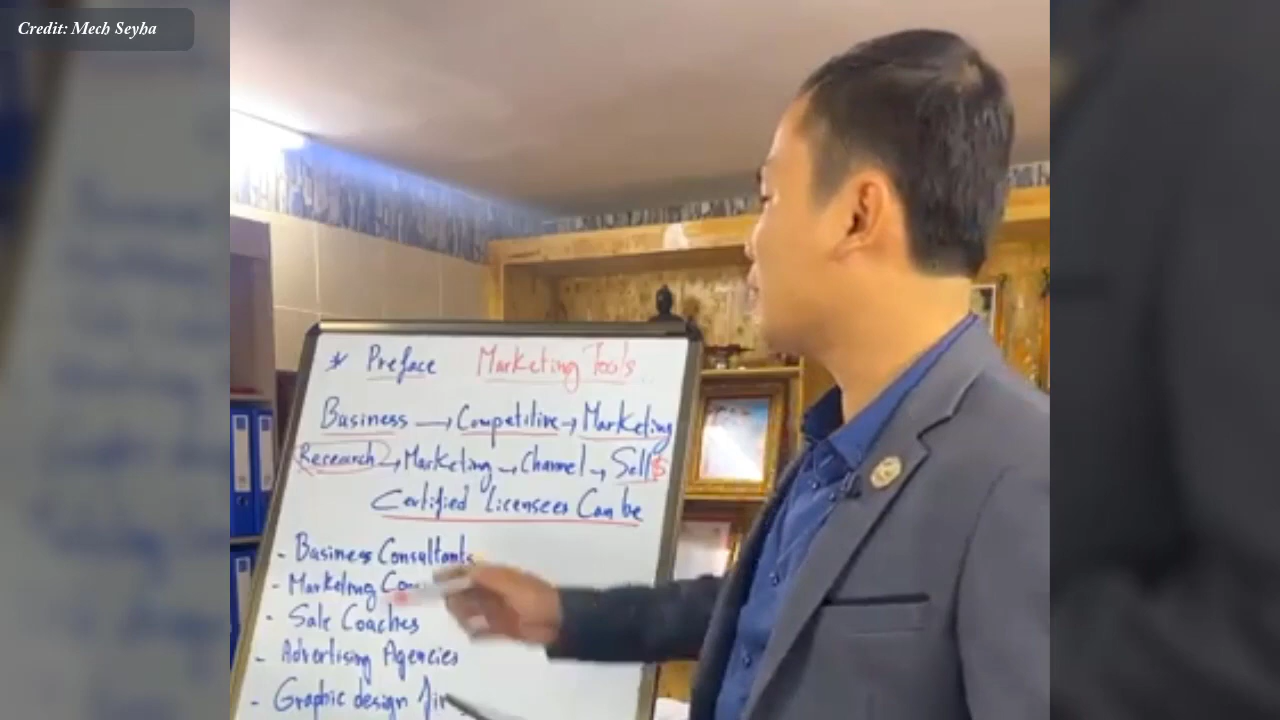 Credit: Mech Seyha
* Preface Marketing Tools
Business → Competitive → Marketing
Research → Marketing → Channel → Sell $
Certified Licensees Can be
- Business Consultants
- Marketing
- Sale Coaches
- Advertising Agencies
- Graphic design